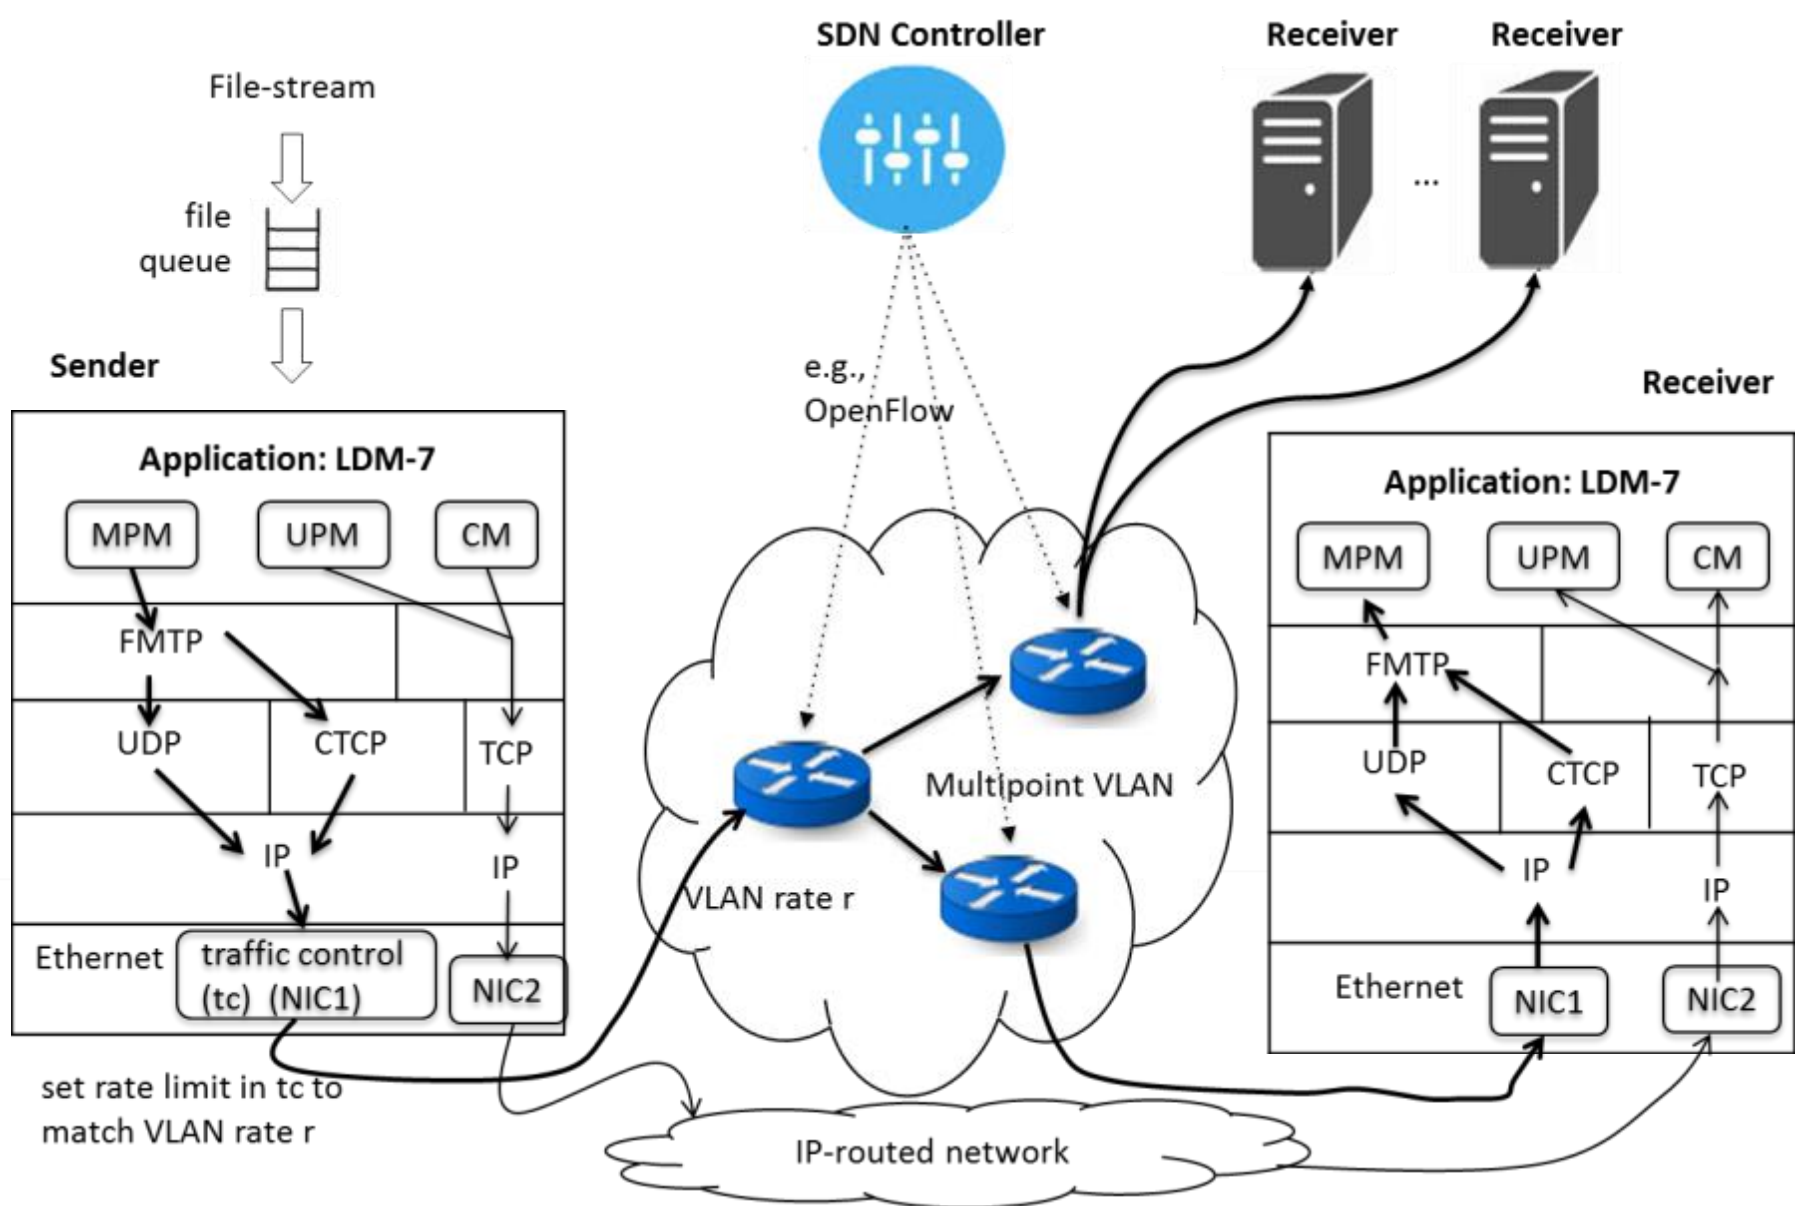 SDN Controller
Receiver
Receiver
File-stream
file
queue
...
Sender
e.g.,
OpenFlow
Receiver
Application: LDM-7
MPM
UPM
CM
FMTP
UDP
CTCP
TCP
IP
IP
Ethernet
traffic control
(tc) (NIC1)
NIC2
set rate limit in tc to
match VLAN rate r
Multipoint VLAN
VLAN rate r
IP-routed network
Application: LDM-7
MPM
UPM
CM
FMTP
UDP
CTCP
TCP
IP
IP
Ethernet
NIC1
NIC2